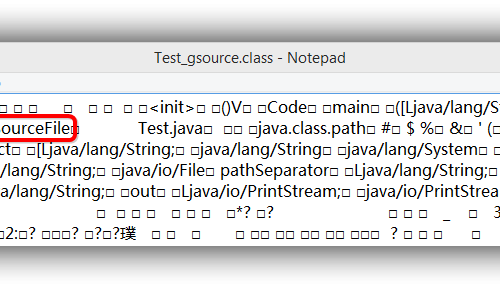 Test_gsource.class - Notepad
□ □ □ □ □ □ □ □<init>□ □()V□ □Code□ □main□ □([Ljava/lang/S
ourceFile□ Test.java□ □□ □java.class.path□ #□ $ %□ &□ ' (□
ct□ □[Ljava/lang/String;□ □java/lang/String□ □java/lang/System□ □
/lang/String;□ □java/io/File□ pathSeparator□ □Ljava/lang/String;□
a/lang/String;□ □out□ □Ljava/io/PrintStream;□ □java/io/PrintStrea
□ □ □ □ □ □ □ □*? □? □ □ □ _ □ 3
□2:□? □□□? □?□?璞 □ □ □ □ □□ □□ □□ □□ □□□ ? □ □ □ □